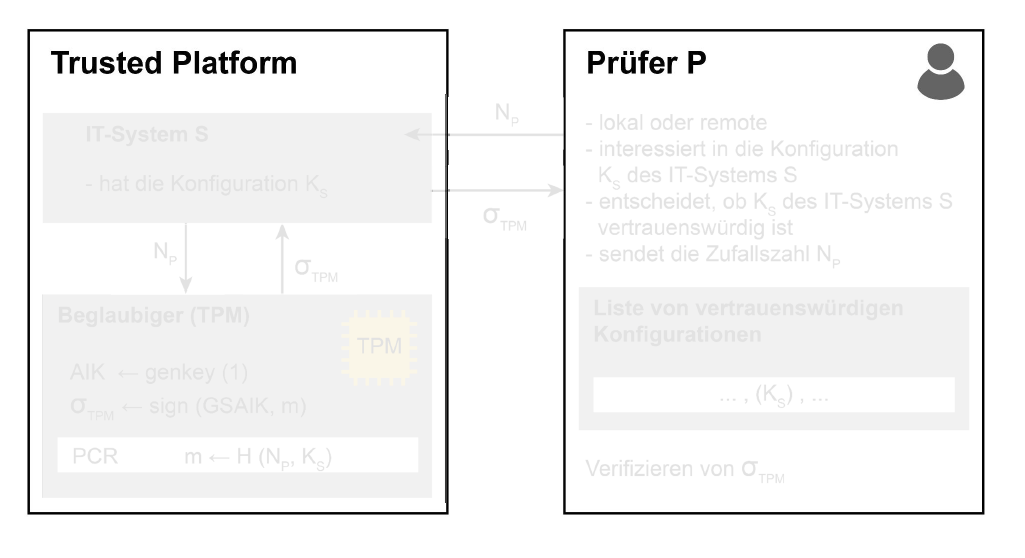 Trusted Platform
IT-System S
- hat die Konfiguration K_S
N_P
σ_TPM
Beglaubiger (TPM)
TPM
AIK ← genkey (1)
σ_TPM ← sign (GSAIK, m)
PCR m ← H (N_P, K_S)
N_P
σ_TPM
Prüfer P
- lokal oder remote
- interessiert in die Konfiguration
K_S des IT-Systems S
- entscheidet, ob K_S des IT-Systems S
vertrauenswürdig ist
- sendet die Zufallszahl N_P
Liste von vertrauenswürdigen
Konfigurationen
... , (K_S) , ...
Verifizieren von σ_TPM